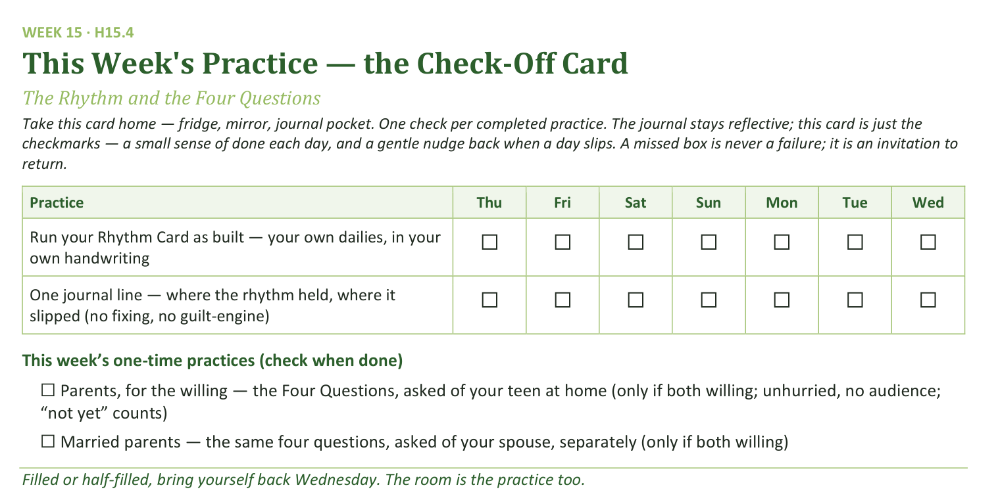 WEEK 15 · H15.4
This Week's Practice — the Check-Off Card
The Rhythm and the Four Questions
Take this card home — fridge, mirror, journal pocket. One check per completed practice. The journal stays reflective; this card is just the
checkmarks — a small sense of done each day, and a gentle nudge back when a day slips. A missed box is never a failure; it is an invitation to
return.
Practice Thu Fri Sat Sun Mon Tue Wed
Run your Rhythm Card as built — your own dailies, in your
own handwriting
☐ ☐ ☐ ☐ ☐ ☐ ☐
One journal line — where the rhythm held, where it
slipped (no fixing, no guilt-engine)
☐ ☐ ☐ ☐ ☐ ☐ ☐
This week’s one-time practices (check when done)
☐ Parents, for the willing — the Four Questions, asked of your teen at home (only if both willing; unhurried, no audience;
“not yet” counts)
☐ Married parents — the same four questions, asked of your spouse, separately (only if both willing)
Filled or half-filled, bring yourself back Wednesday. The room is the practice too.